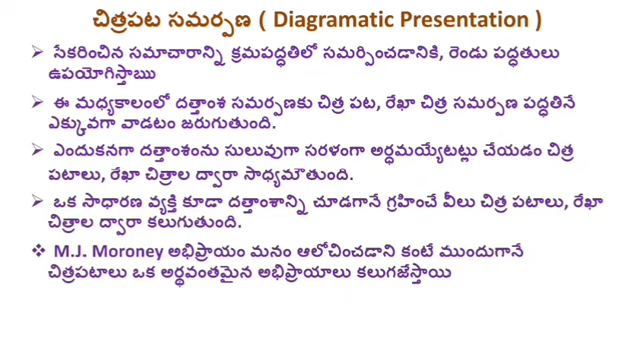 చిత్రపట సమర్పణ ( Diagramatic Presentation )
➢ సేకరించిన సమాచారాన్ని క్రమపద్ధతిలో సమర్పించడానికి, రెండు పద్ధతులు
ఉపయోగిస్తాఋ
➢ ఈ మధ్యకాలంలో దత్తాంశ సమర్పణకు చిత్ర పట, రేఖా చిత్ర సమర్పణ పద్ధతినే
ఎక్కువగా వాడటం జరుగుతుంది.
➢ ఎందుకనగా దత్తాంశంను సులువుగా సరళంగా అర్ధమయ్యేటట్లు చేయడం చిత్ర
పటాలు, రేఖా చిత్రాల ద్వారా సాధ్యమౌతుంది.
➢ ఒక సాధారణ వ్యక్తి కూడా దత్తాంశాన్ని చూడగానే గ్రహించే వీలు చిత్ర పటాలు, రేఖా
చిత్రాల ద్వారా కలుగుతుంది.
❖ M.J. Moroney అభిప్రాయం మనం ఆలోచించడాని కంటే ముందుగానే
చిత్రపటాలు ఒక అర్థవంతమైన అభిప్రాయాలు కలుగజేస్తాయి